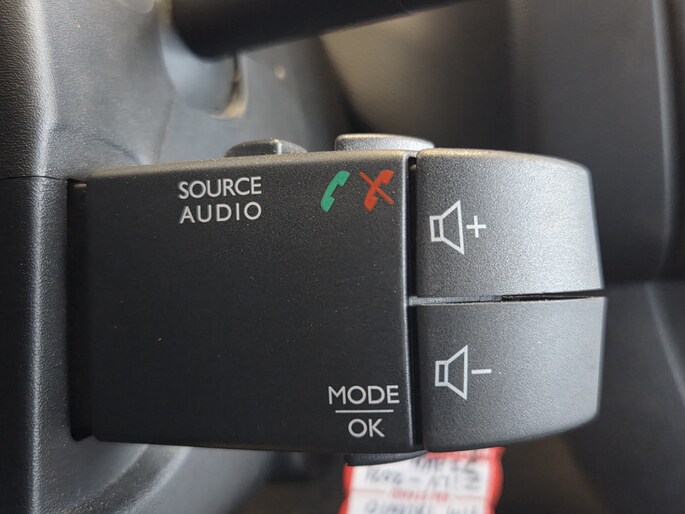 SOURCE
AUDIO
+
-
MODE
OK